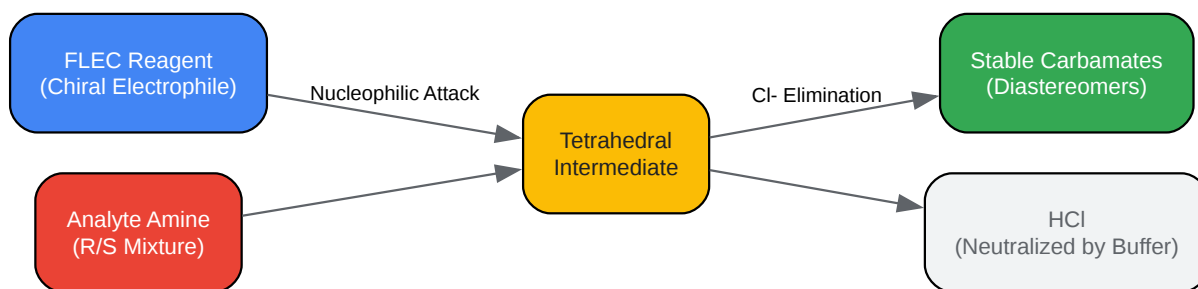 FLEC Reagent
(Chiral Electrophile)
Nucleophilic Attack
Analyte Amine
(R/S Mixture)
Tetrahedral
Intermediate
Cl- Elimination
Stable Carbamates
(Diastereomers)
HCl
(Neutralized by Buffer)